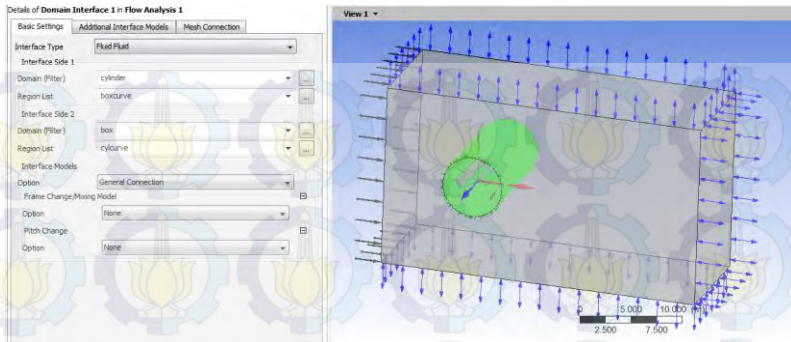 Details of Domain Interface 1 in Flow Analysis 1
Basic Settings
Additional Interface Models
Mesh Connection
Interface Type
Fluid Fluid
Interface Side 1
Domain (Filter)
cylinder
...
Region List
boxcurve
...
Interface Side 2
Domain (Filter)
box
...
Region List
cylcurve
...
Interface Models
Option
General Connection
Frame Change/Mixing Model
Option
None
Pitch Change
Option
None
View 1
0 5.000 10.000
2.500 7.500